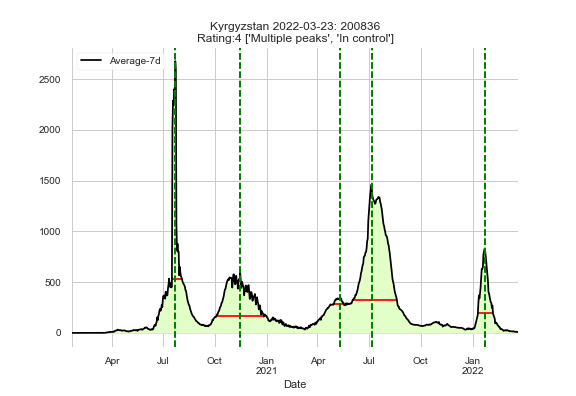 Kyrgyzstan 2022-03-23: 200836
Rating:4 ['Multiple peaks', 'In control']
Average-7d
2500
2000
1500
1000
500
0
Apr Jul Oct Jan Apr Jul Oct Jan
2021 2022
Date